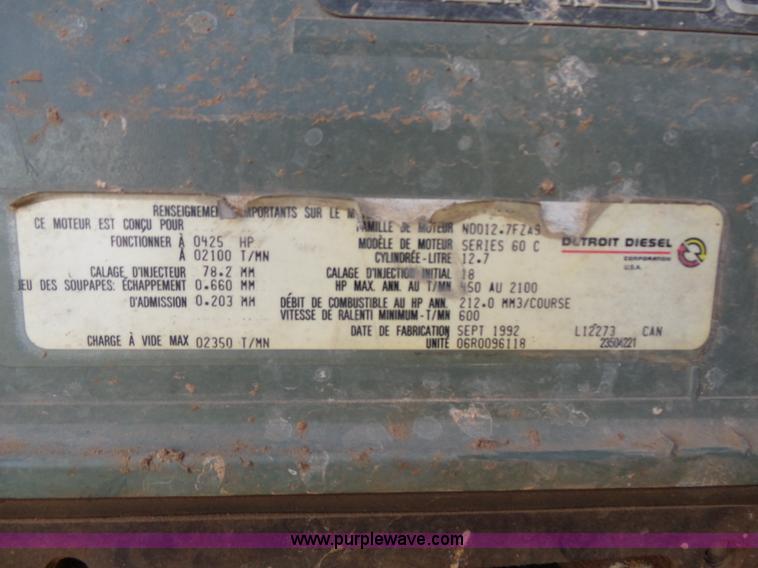 RENSEIGNEME IMPORTANTS SUR LE M
CE MOTEUR EST CONÇU POUR
FONCTIONNER À 0425 HP
À 02100 T/MN
CALAGE D'INJECTEUR 78.2 MM
JEU DES SOUPAPES: ÉCHAPPEMENT 0.660 MM
D'ADMISSION 0.203 MM
CHARGE À VIDE MAX 02350 T/MN
FAMILLE DE MOTEUR NDD12.7FZA9
MODÈLE DE MOTEUR SERIES 60 C
CYLINDRÉE-LITRE 12.7
CALAGE D'INJECTION INITIAL 18
HP MAX. ANN. AU T/MN 450 AU 2100
DÉBIT DE COMBUSTIBLE AU HP ANN. 212.0 MM3/COURSE
VITESSE DE RALENTI MINIMUM-T/MN 600
DATE DE FABRICATION SEPT 1992
UNITÉ 06R0096118
DETROIT DIESEL
CORPORATION
U.S.A.
L12273 CAN
23504221
www.purplewave.com